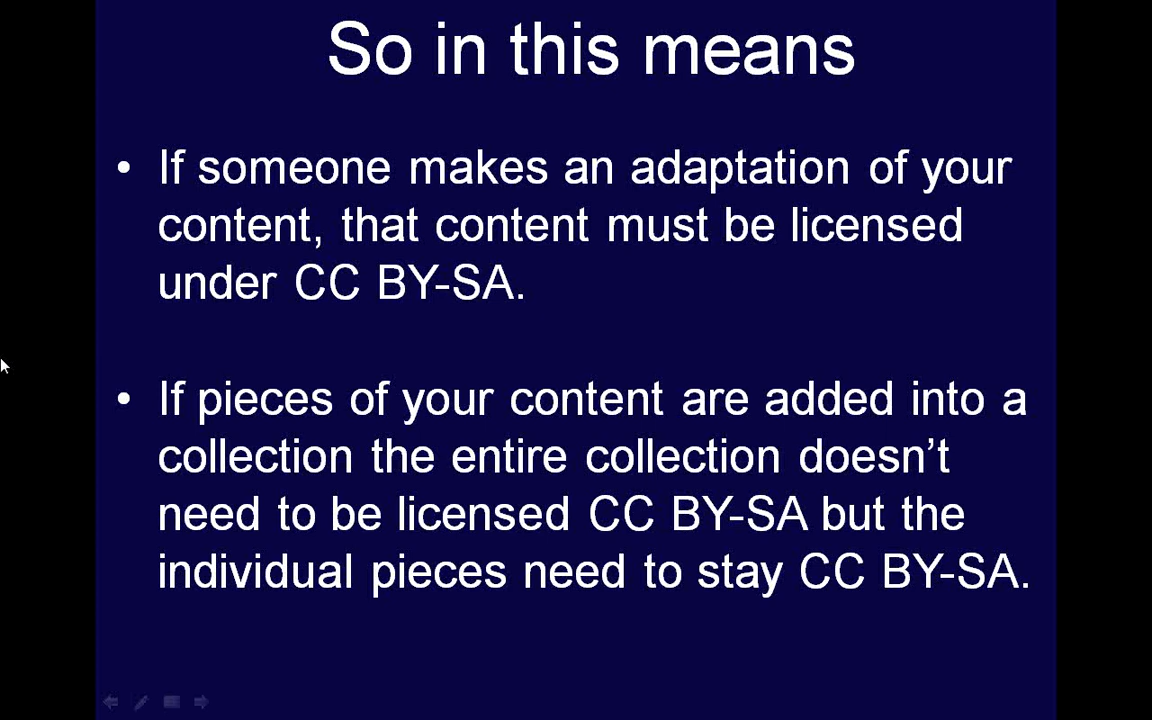 So in this means
• If someone makes an adaptation of your
content, that content must be licensed
under CC BY-SA.
• If pieces of your content are added into a
collection the entire collection doesn’t
need to be licensed CC BY-SA but the
individual pieces need to stay CC BY-SA.